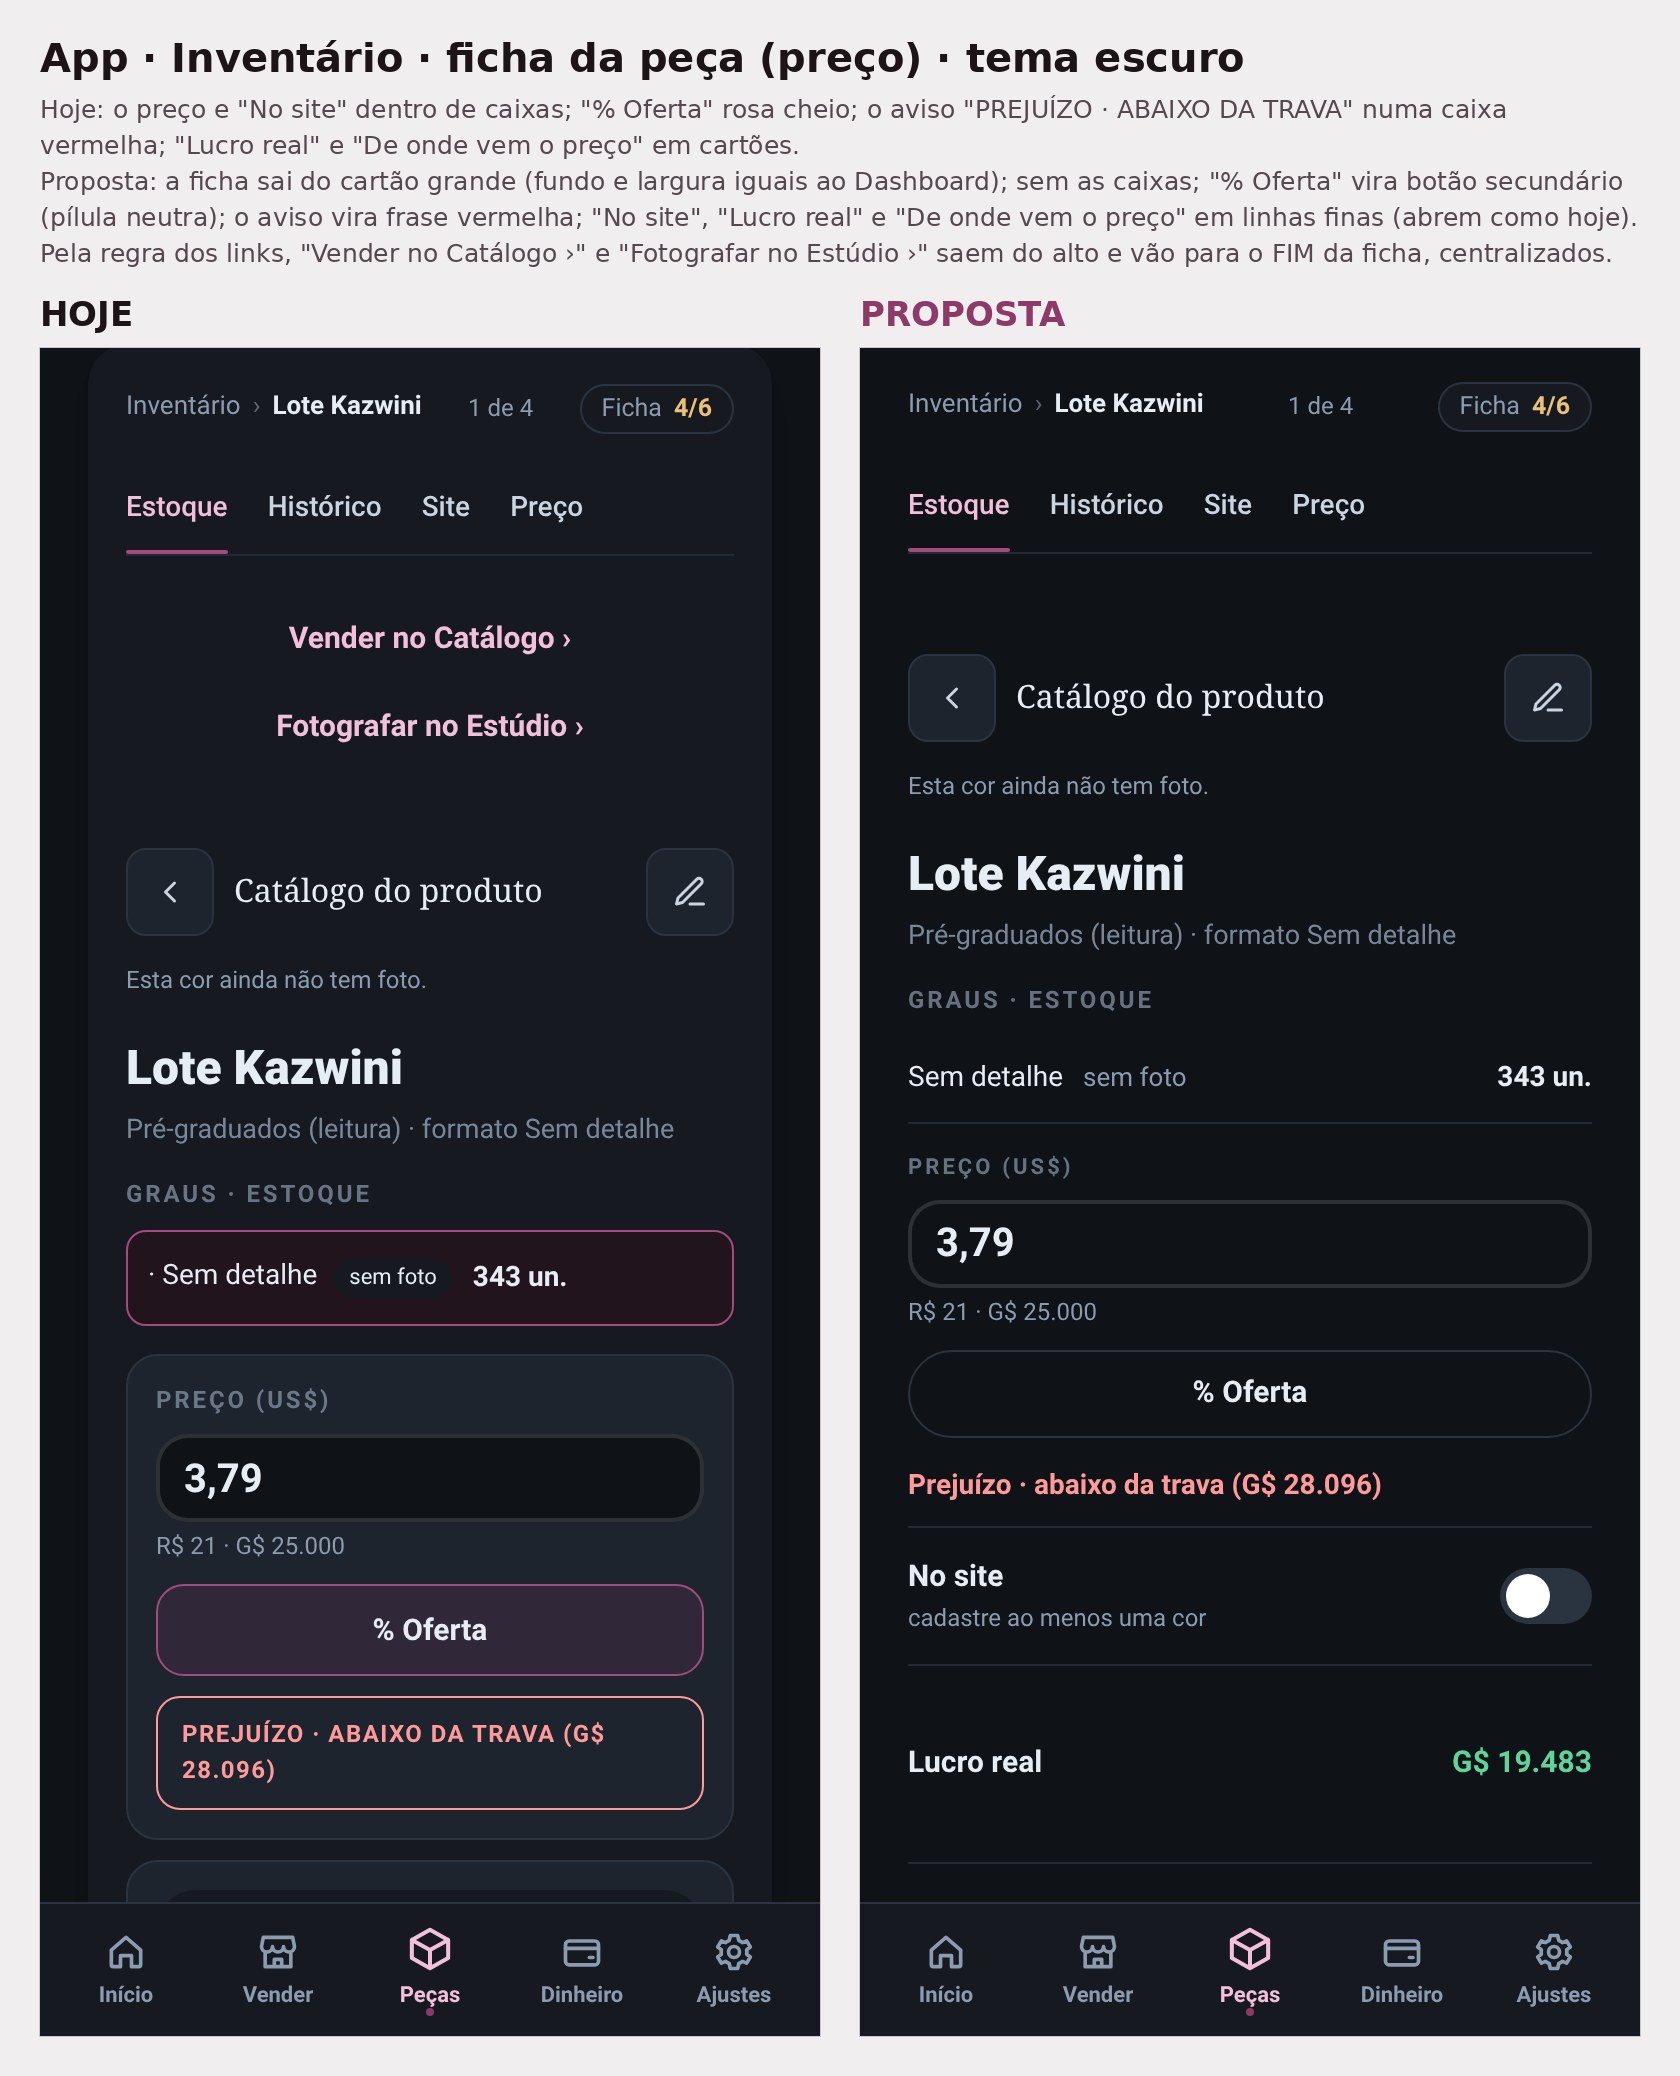 App · Inventário · ficha da peça (preço) · tema escuro
Hoje: o preço e "No site" dentro de caixas; "% Oferta" rosa cheio; o aviso "PREJUÍZO · ABAIXO DA TRAVA" numa caixa
vermelha; "Lucro real" e "De onde vem o preço" em cartões.
Proposta: a ficha sai do cartão grande (fundo e largura iguais ao Dashboard); sem as caixas; "% Oferta" vira botão secundário
(pílula neutra); o aviso vira frase vermelha; "No site", "Lucro real" e "De onde vem o preço" em linhas finas (abrem como hoje).
Pela regra dos links, "Vender no Catálogo ›" e "Fotografar no Estúdio ›" saem do alto e vão para o FIM da ficha, centralizados.
HOJE
Inventário › Lote Kazwini 1 de 4 Ficha 4/6
Estoque Histórico Site Preço
Vender no Catálogo ›
Fotografar no Estúdio ›
Catálogo do produto
Esta cor ainda não tem foto.
Lote Kazwini
Pré-graduados (leitura) · formato Sem detalhe
GRAUS · ESTOQUE
· Sem detalhe sem foto 343 un.
PREÇO (US$)
3,79
R$ 21 · G$ 25.000
% Oferta
PREJUÍZO · ABAIXO DA TRAVA (G$
28.096)
Início Vender Peças Dinheiro Ajustes
PROPOSTA
Inventário › Lote Kazwini 1 de 4 Ficha 4/6
Estoque Histórico Site Preço
Catálogo do produto
Esta cor ainda não tem foto.
Lote Kazwini
Pré-graduados (leitura) · formato Sem detalhe
GRAUS · ESTOQUE
Sem detalhe sem foto 343 un.
PREÇO (US$)
3,79
R$ 21 · G$ 25.000
% Oferta
Prejuízo · abaixo da trava (G$ 28.096)
No site
cadastre ao menos uma cor
Lucro real G$ 19.483
Início Vender Peças Dinheiro Ajustes